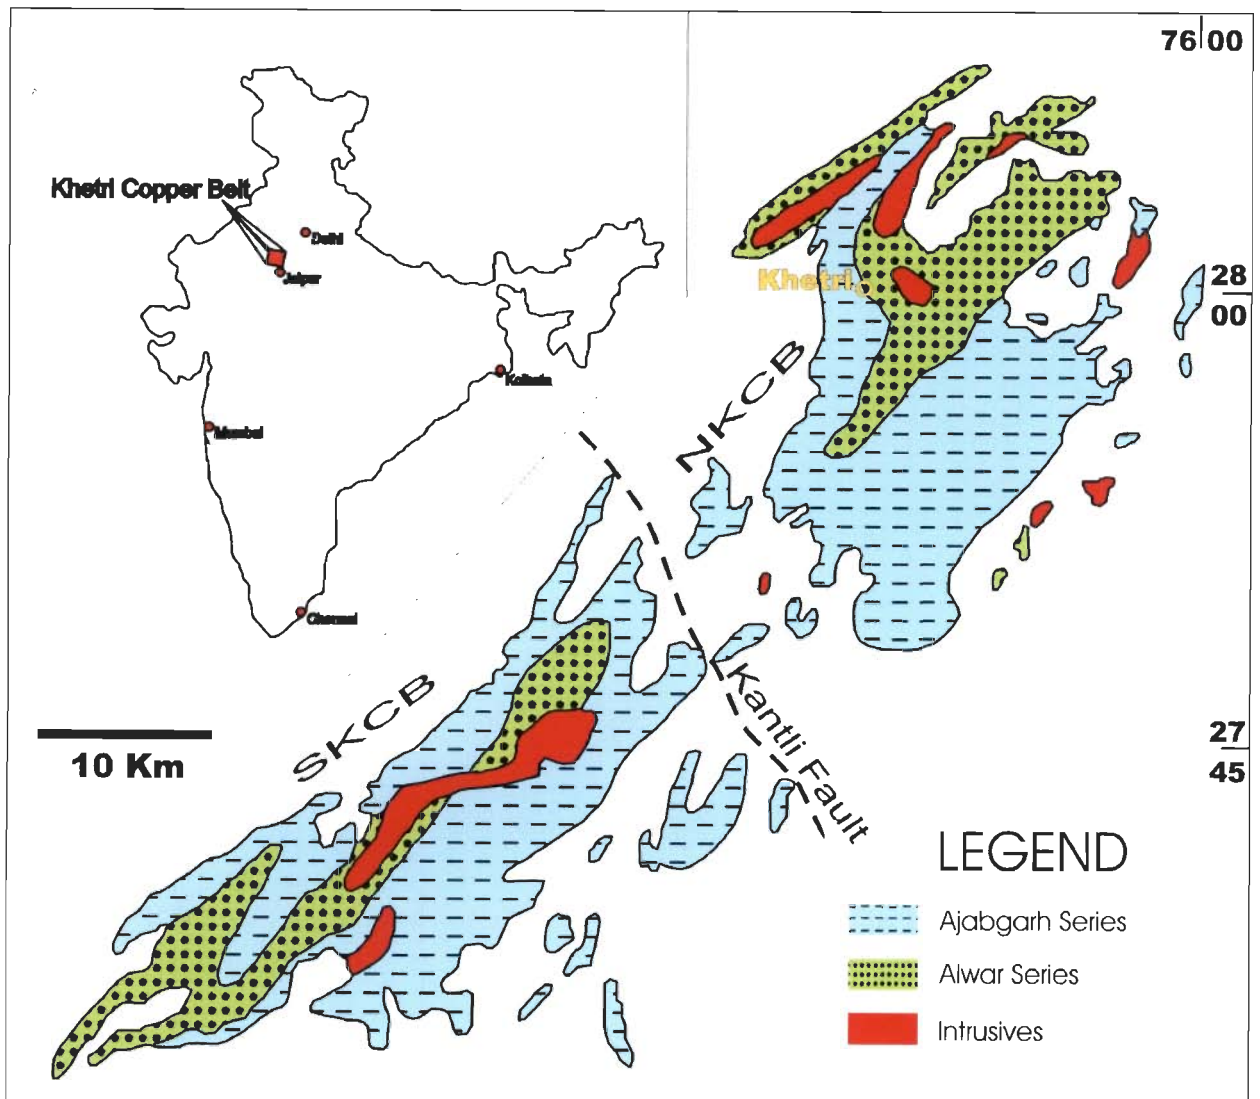 76 00
Khetri Copper Belt
Delhi
Jaipur
Khetri
28
00
NKCB
Kolkata
Mumbai
Chennai
SKCB
Kantli Fault
27
45
10 Km
LEGEND
Ajabgarh Series
Alwar Series
Intrusives